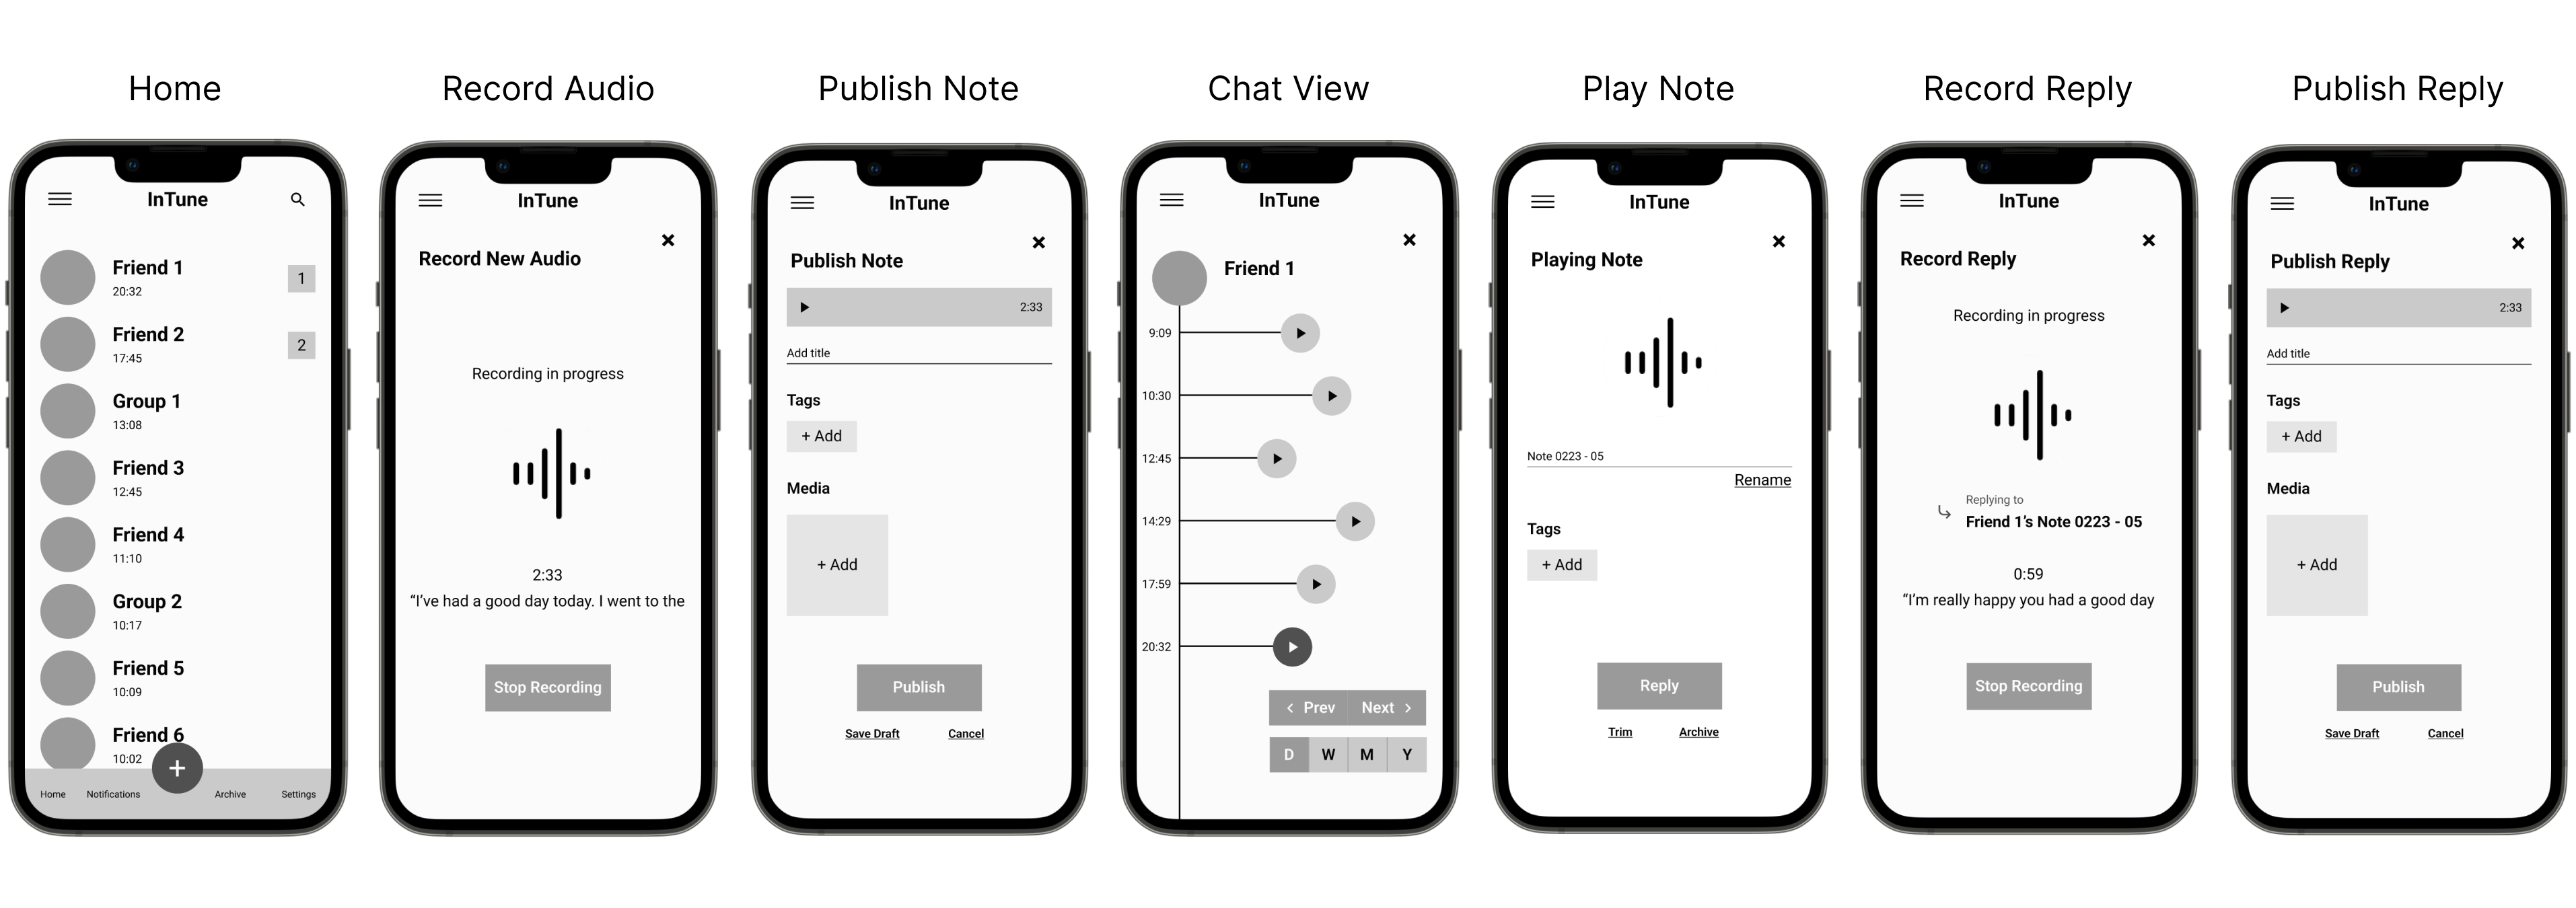 Home
InTune
Friend 1
20:32
1
Friend 2
17:45
2
Group 1
13:08
Friend 3
12:45
Friend 4
11:10
Group 2
10:17
Friend 5
10:09
Friend 6
10:02
+
Home Notifications Archive Settings
Record Audio
InTune
Record New Audio
Recording in progress
2:33
“I’ve had a good day today. I went to the
Stop Recording
Publish Note
InTune
Publish Note
2:33
Add title
Tags
+ Add
Media
+ Add
Publish
Save Draft Cancel
Chat View
InTune
Friend 1
9:09
10:30
12:45
14:29
17:59
20:32
< Prev Next >
D W M Y
Play Note
InTune
Playing Note
Note 0223 - 05
Rename
Tags
+ Add
Reply
Trim Archive
Record Reply
InTune
Record Reply
Recording in progress
Replying to
Friend 1’s Note 0223 - 05
0:59
“I’m really happy you had a good day
Stop Recording
Publish Reply
InTune
Publish Reply
2:33
Add title
Tags
+ Add
Media
+ Add
Publish
Save Draft Cancel